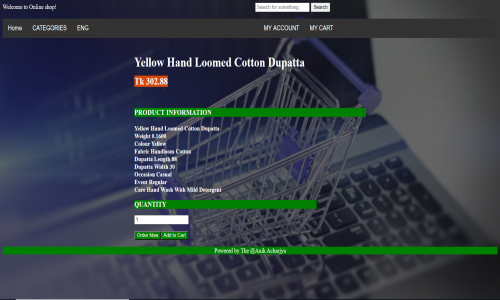 Welcome to Online shop!
Search for something
Search
Home CATEGORIES ENG MY ACCOUNT MY CART
Yellow Hand Loomed Cotton Dupatta
Tk 302.88
PRODUCT INFORMATION
Yellow Hand Loomed Cotton Dupatta
Weight 0.1600
Colour Yellow
Fabric Handloom Cotton
Dupatta Length 88
Dupatta Width 30
Occasion Casual
Event Regular
Care Hand Wash With Mild Detergent
QUANTITY
1
Order Now Add to Cart
Powered by The @Anik Acharjya